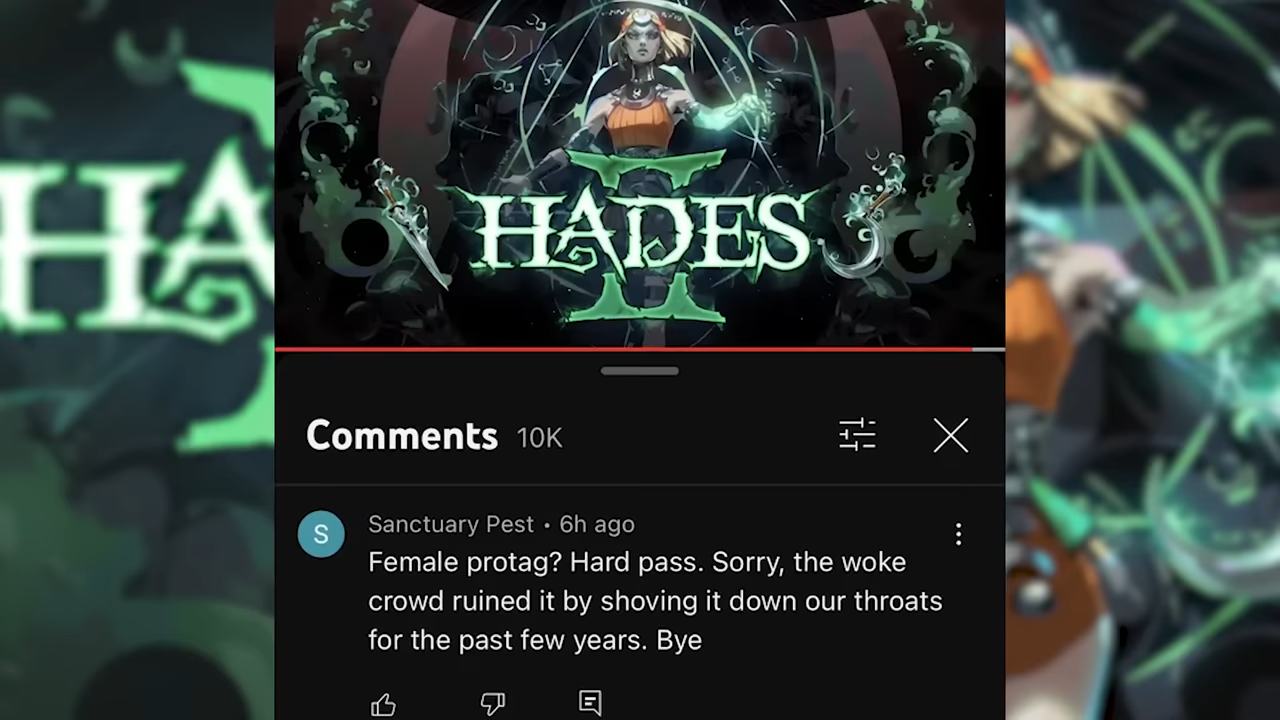 HA
II
HADES
Comments 10K
S
Sanctuary Pest • 6h ago
Female protag? Hard pass. Sorry, the woke
crowd ruined it by shoving it down our throats
for the past few years. Bye